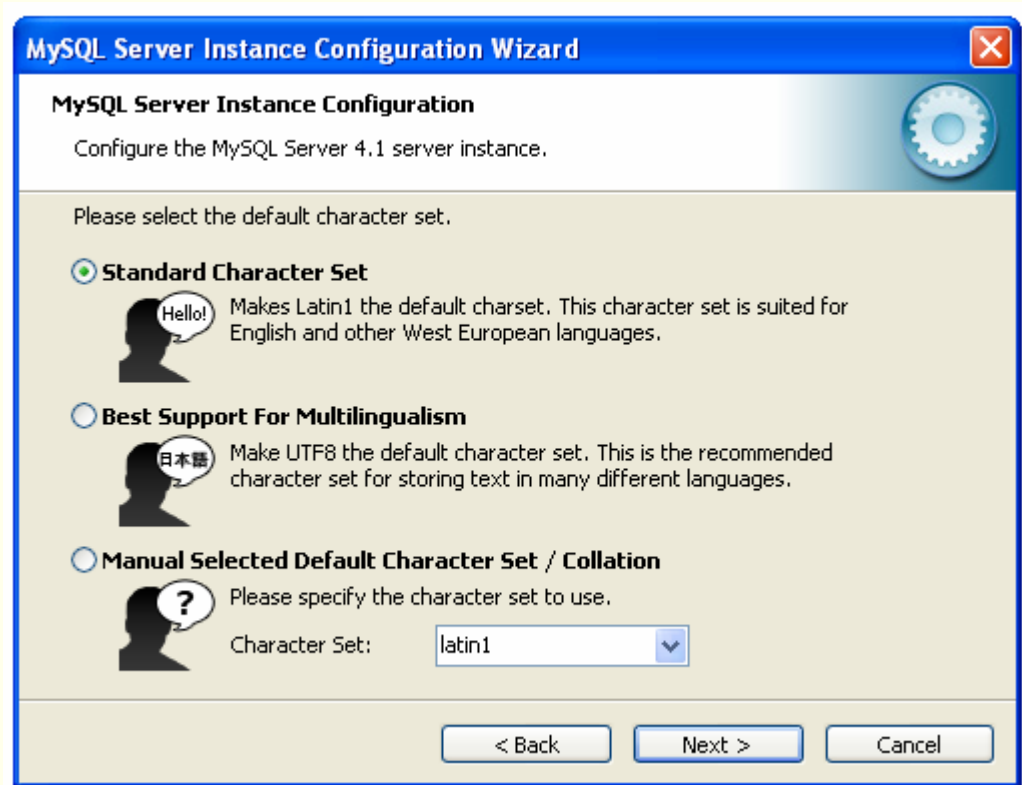 MySQL Server Instance Configuration Wizard
MySQL Server Instance Configuration
Configure the MySQL Server 4.1 server instance.
Please select the default character set.
Standard Character Set
Hello!
Makes Latin1 the default charset. This character set is suited for
English and other West European languages.
Best Support For Multilingualism
日本語
Make UTF8 the default character set. This is the recommended
character set for storing text in many different languages.
Manual Selected Default Character Set / Collation
?
Please specify the character set to use.
Character Set: latin1
< Back Next > Cancel